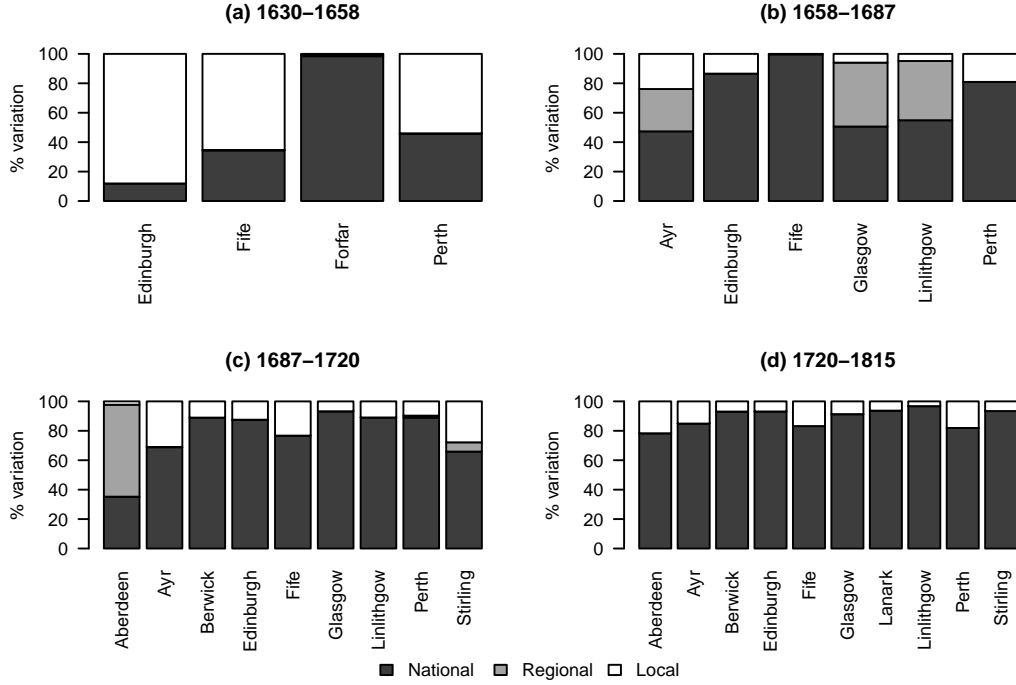 (a) 1630–1658
% variation
100
80
60
40
20
0
Edinburgh
Fife
Forfar
Perth
(b) 1658–1687
% variation
100
80
60
40
20
0
Ayr
Edinburgh
Fife
Glasgow
Linlithgow
Perth
(c) 1687–1720
% variation
100
80
60
40
20
0
Aberdeen
Ayr
Berwick
Edinburgh
Fife
Glasgow
Linlithgow
Perth
Stirling
(d) 1720–1815
% variation
100
80
60
40
20
0
Aberdeen
Ayr
Berwick
Edinburgh
Fife
Glasgow
Lanark
Linlithgow
Perth
Stirling
National Regional Local